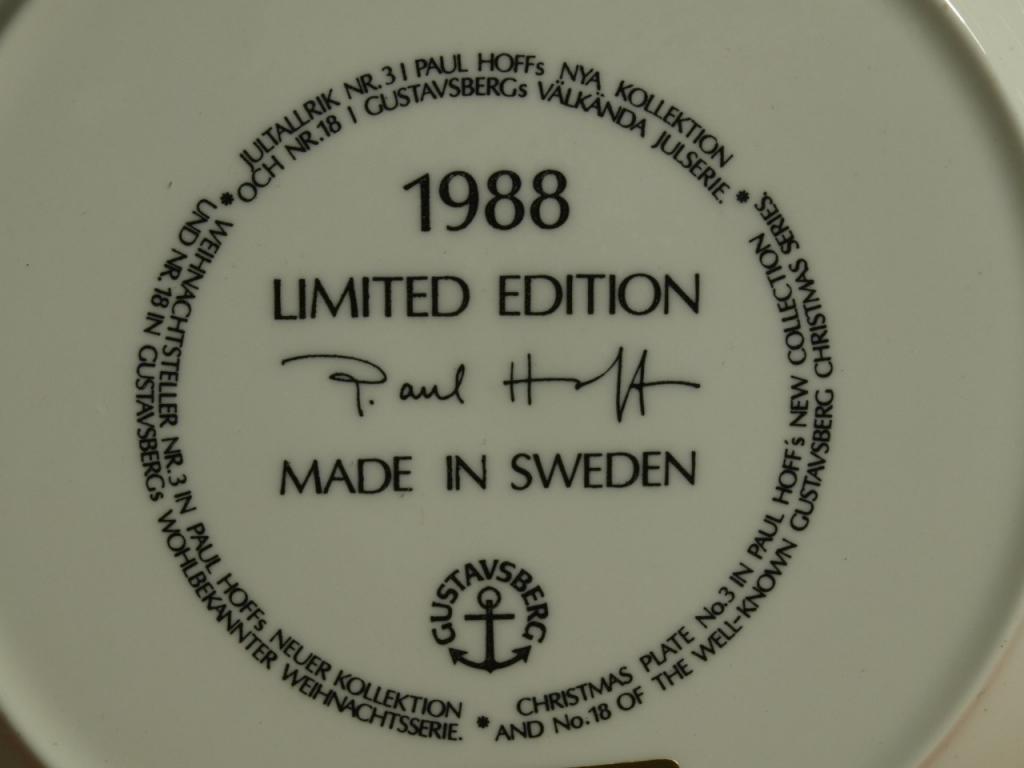 JULTALLRIK NR.3 I PAUL HOFFs NYA KOLLEKTION
OCH NR.18 I GUSTAVSBERGs VÄLKÄNDA JULSERIE. *
CHRISTMAS PLATE No.3 IN PAUL HOFF's NEW COLLECTION
AND No.18 OF THE WELL-KNOWN GUSTAVSBERG CHRISTMAS SERIES.
* WEIHNACHTSTELLER NR.3 IN PAUL HOFFs NEUER KOLLEKTION
UND NR.18 IN GUSTAVSBERGs WOHLBEKANNTER WEIHNACHTSSERIE. *
1988
LIMITED EDITION
Paul Hoff
MADE IN SWEDEN
GUSTAVSBERG